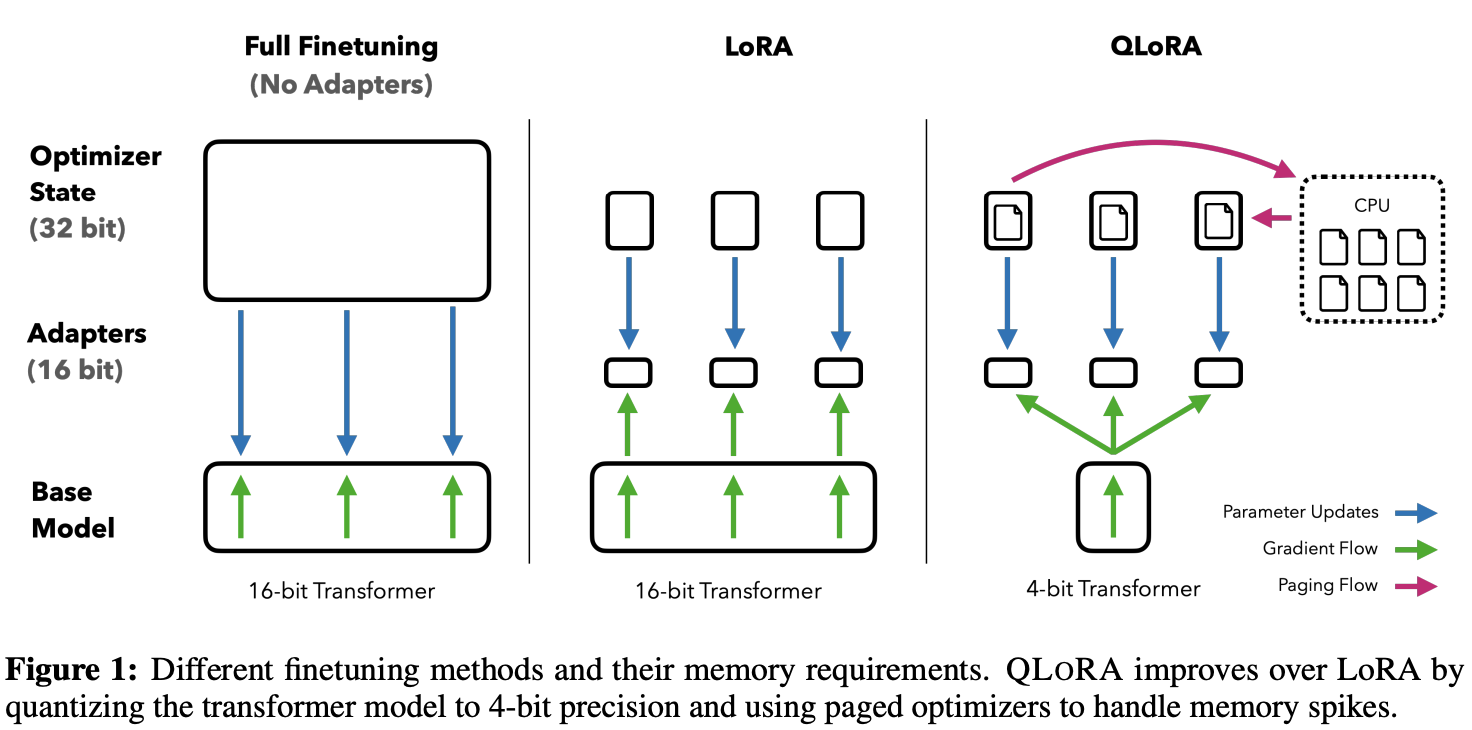 Full Finetuning
(No Adapters)
LoRA
QLoRA
Optimizer
State
(32 bit)
CPU
Adapters
(16 bit)
Base
Model
Parameter Updates
Gradient Flow
Paging Flow
16-bit Transformer
16-bit Transformer
4-bit Transformer
Figure 1: Different finetuning methods and their memory requirements. QLORA improves over LoRA by
quantizing the transformer model to 4-bit precision and using paged optimizers to handle memory spikes.